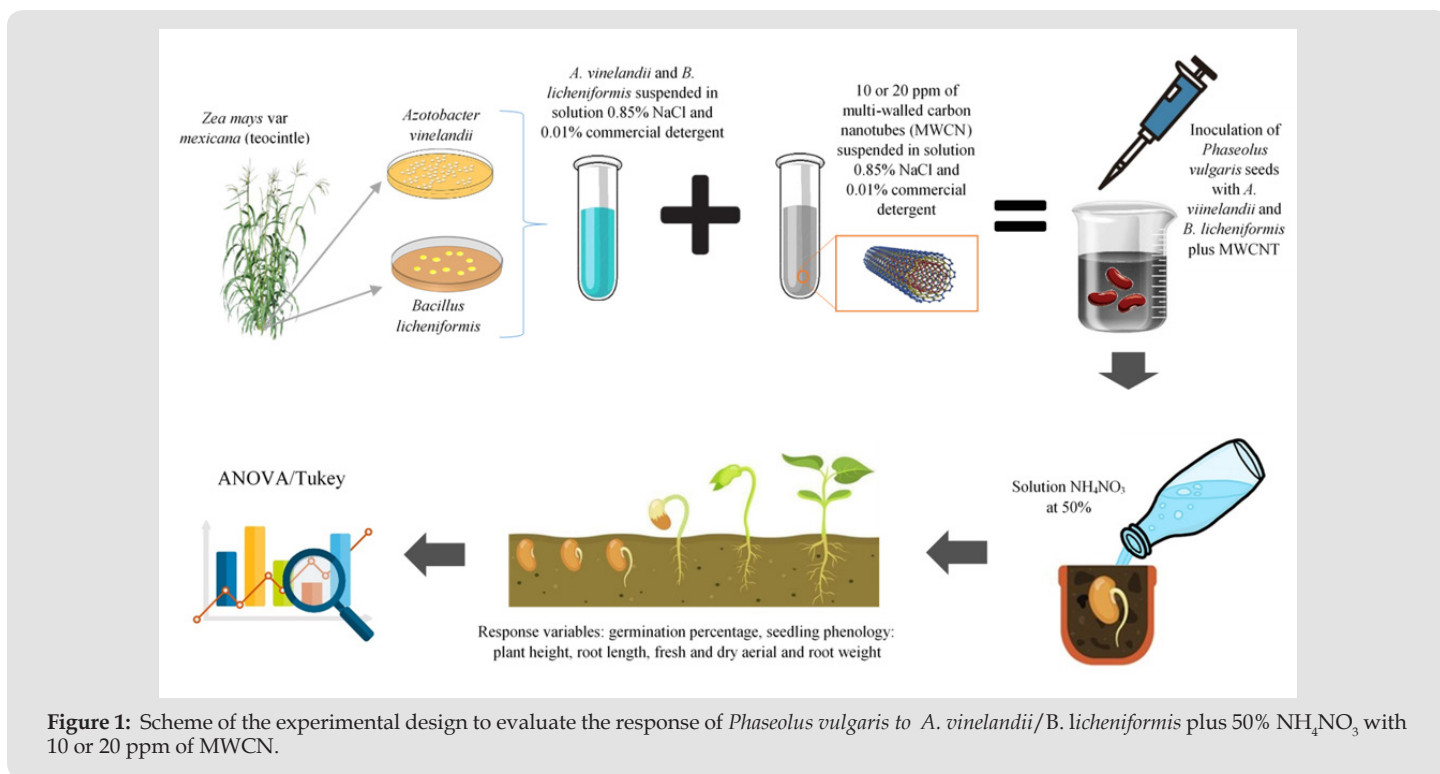 Zea mays var
mexicana (teocintle)
Azotobacter
vinelandii
Bacillus
licheniformis
A. vinelandii and B.
licheniformis suspended in
solution 0.85% NaCl and
0.01% commercial detergent
10 or 20 ppm of
multi-walled carbon
nanotubes (MWCN)
suspended in solution
0.85% NaCl and
0.01% commercial
detergent
Inoculation of
Phaseolus
vulgaris seeds
with A.
viinelandii and
B. licheniformis
plus MWCNT
Solution NH₄NO₃
at 50%
Response variables: germination percentage, seedling phenology:
plant height, root length, fresh and dry aerial and root weight
ANOVA/Tukey
Figure 1: Scheme of the experimental design to evaluate the response of Phaseolus vulgaris to A. vinelandii/B. licheniformis plus 50% NH₄NO₃ with
10 or 20 ppm of MWCN.